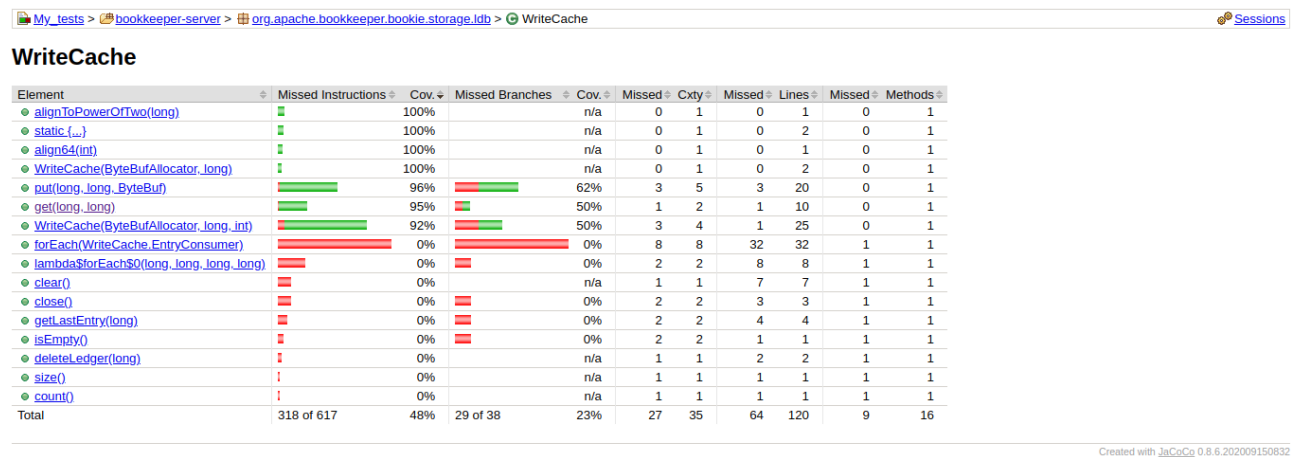 My_tests > bookkeeper-server > org.apache.bookkeeper.bookie.storage.ldb > WriteCache Sessions
WriteCache
Element Missed Instructions Cov. Missed Branches Cov. Missed Cxty Missed Lines Missed Methods
alignToPowerOfTwo(long) 100% n/a 0 1 0 1 0 1
static {...} 100% n/a 0 1 0 2 0 1
align64(int) 100% n/a 0 1 0 1 0 1
WriteCache(ByteBufAllocator, long) 100% n/a 0 1 0 2 0 1
put(long, long, ByteBuf) 96% 62% 3 5 3 20 0 1
get(long, long) 95% 50% 1 2 1 10 0 1
WriteCache(ByteBufAllocator, long, int) 92% 50% 3 4 1 25 0 1
forEach(WriteCache.EntryConsumer) 0% 0% 8 8 32 32 1 1
lambda$forEach$0(long, long, long, long) 0% 0% 2 2 8 8 1 1
clear() 0% n/a 1 1 7 7 1 1
close() 0% 0% 2 2 3 3 1 1
getLastEntry(long) 0% 0% 2 2 4 4 1 1
isEmpty() 0% 0% 2 2 1 1 1 1
deleteLedger(long) 0% n/a 1 1 2 2 1 1
size() 0% n/a 1 1 1 1 1 1
count() 0% n/a 1 1 1 1 1 1
Total 318 of 617 48% 29 of 38 23% 27 35 64 120 9 16
Created with JaCoCo 0.8.6.202009150832